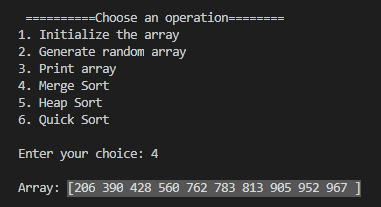 ==========Choose an operation========
1. Initialize the array
2. Generate random array
3. Print array
4. Merge Sort
5. Heap Sort
6. Quick Sort
Enter your choice: 4
Array: [206 390 428 560 762 783 813 905 952 967 ]